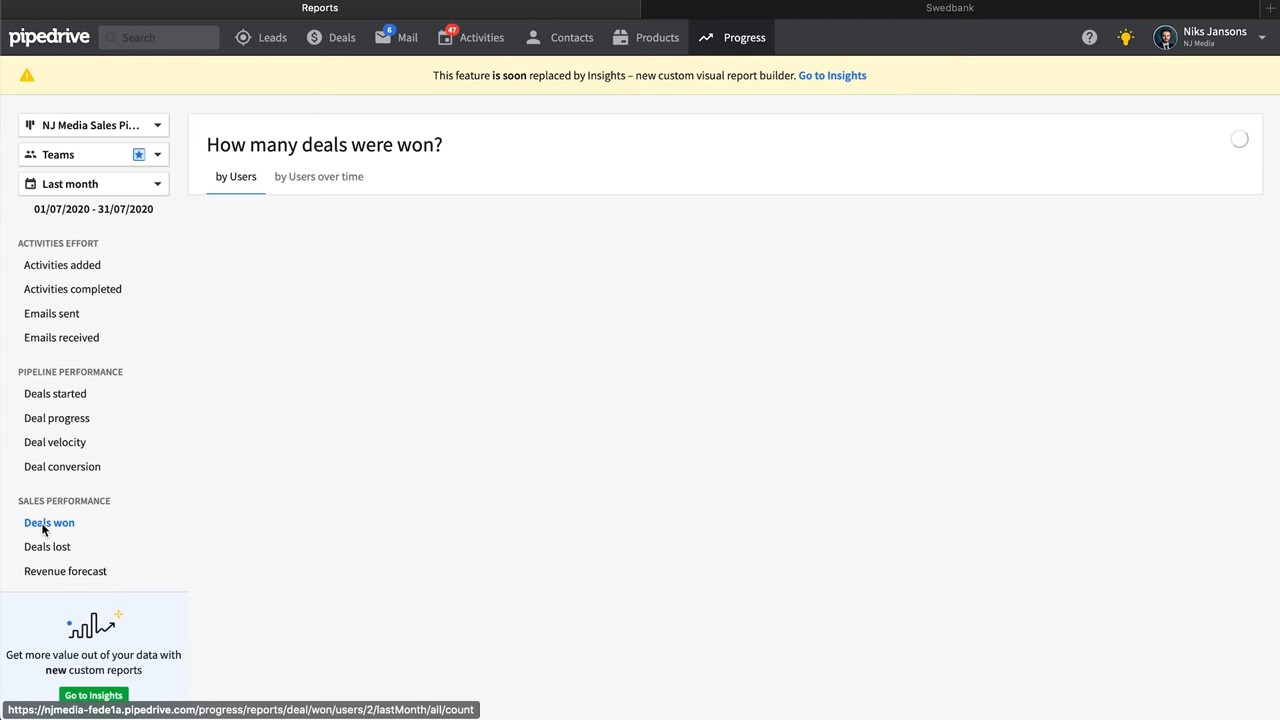 Reports
Swedbank
pipedrive
Search
Leads
Deals
6
Mail
47
Activities
Contacts
Products
Progress
Niks Jansons
NJ Media
This feature is soon replaced by Insights – new custom visual report builder. Go to Insights
NJ Media Sales Pi...
Teams
Last month
01/07/2020 - 31/07/2020
How many deals were won?
by Users
by Users over time
ACTIVITIES EFFORT
Activities added
Activities completed
Emails sent
Emails received
PIPELINE PERFORMANCE
Deals started
Deal progress
Deal velocity
Deal conversion
SALES PERFORMANCE
Deals won
Deals lost
Revenue forecast
Get more value out of your data with
new custom reports
Go to Insights
https://njmedia-fede1a.pipedrive.com/progress/reports/deal/won/users/2/lastMonth/all/count